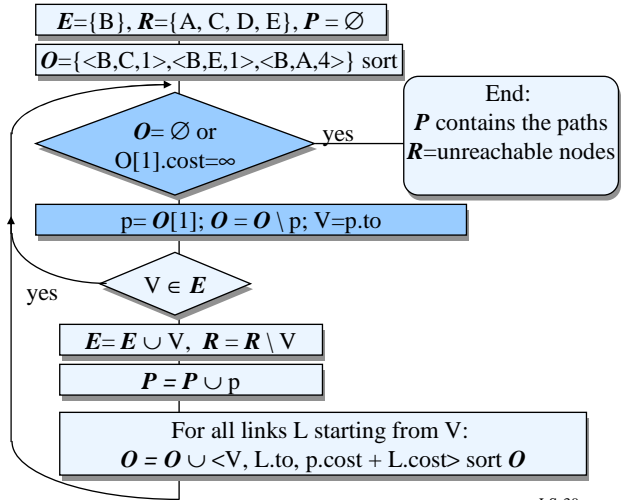 E={B}, R={A, C, D, E}, P = ∅
O={<B,C,1>,<B,E,1>,<B,A,4>} sort
O= ∅ or
O[1].cost=∞
yes
End:
P contains the paths
R=unreachable nodes
p= O[1]; O = O \ p; V=p.to
V ∈ E
yes
E= E ∪ V, R = R \ V
P = P ∪ p
For all links L starting from V:
O = O ∪ <V, L.to, p.cost + L.cost> sort O